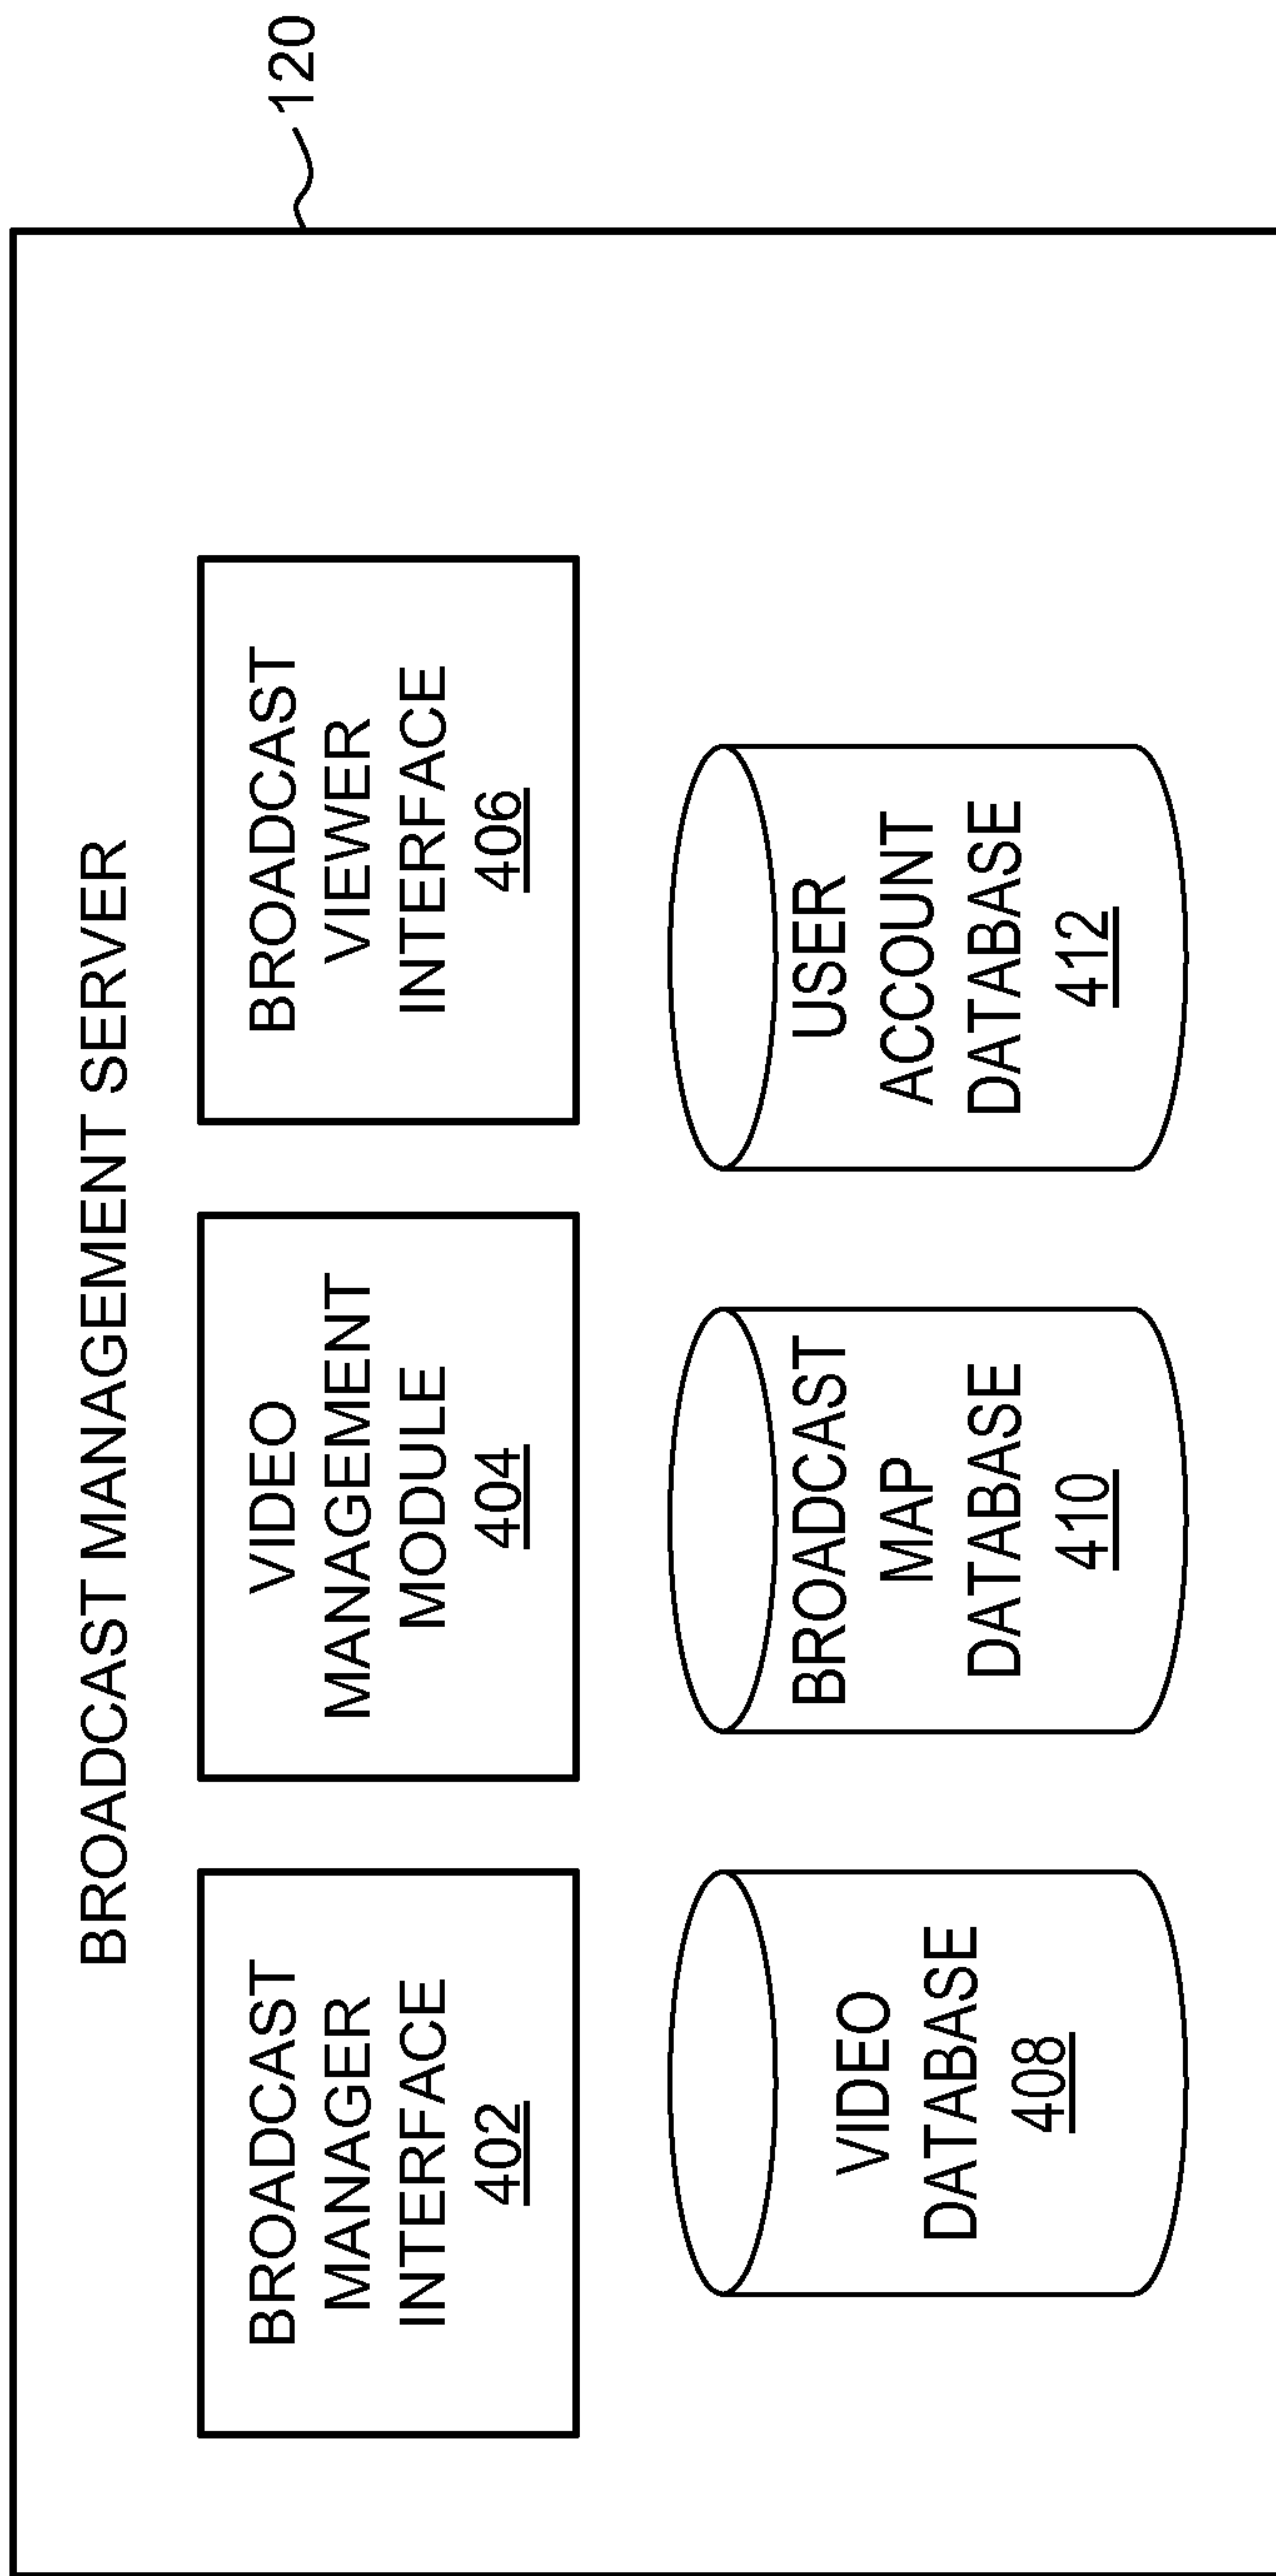 BROADCAST MANAGEMENT SERVER
120
BROADCAST
MANAGER
INTERFACE
402
VIDEO
MANAGEMENT
MODULE
404
BROADCAST
VIEWER
INTERFACE
406
VIDEO
DATABASE
408
BROADCAST
MAP
DATABASE
410
USER
ACCOUNT
DATABASE
412